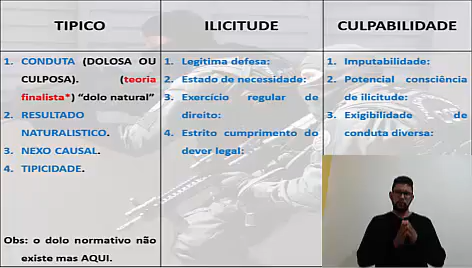 TIPICO
ILICITUDE
CULPABILIDADE
1. CONDUTA (DOLOSA OU
CULPOSA). (teoria
finalista*) “dolo natural”
2. RESULTADO
NATURALISTICO.
3. NEXO CAUSAL.
4. TIPICIDADE.
Obs: o dolo normativo não
existe mas AQUI.
1. Legitima defesa:
2. Estado de necessidade:
3. Exercício regular de
direito:
4. Estrito cumprimento do
dever legal:
1. Imputabilidade:
2. Potencial consciência
de ilicitude:
3. Exigibilidade de
conduta diversa: